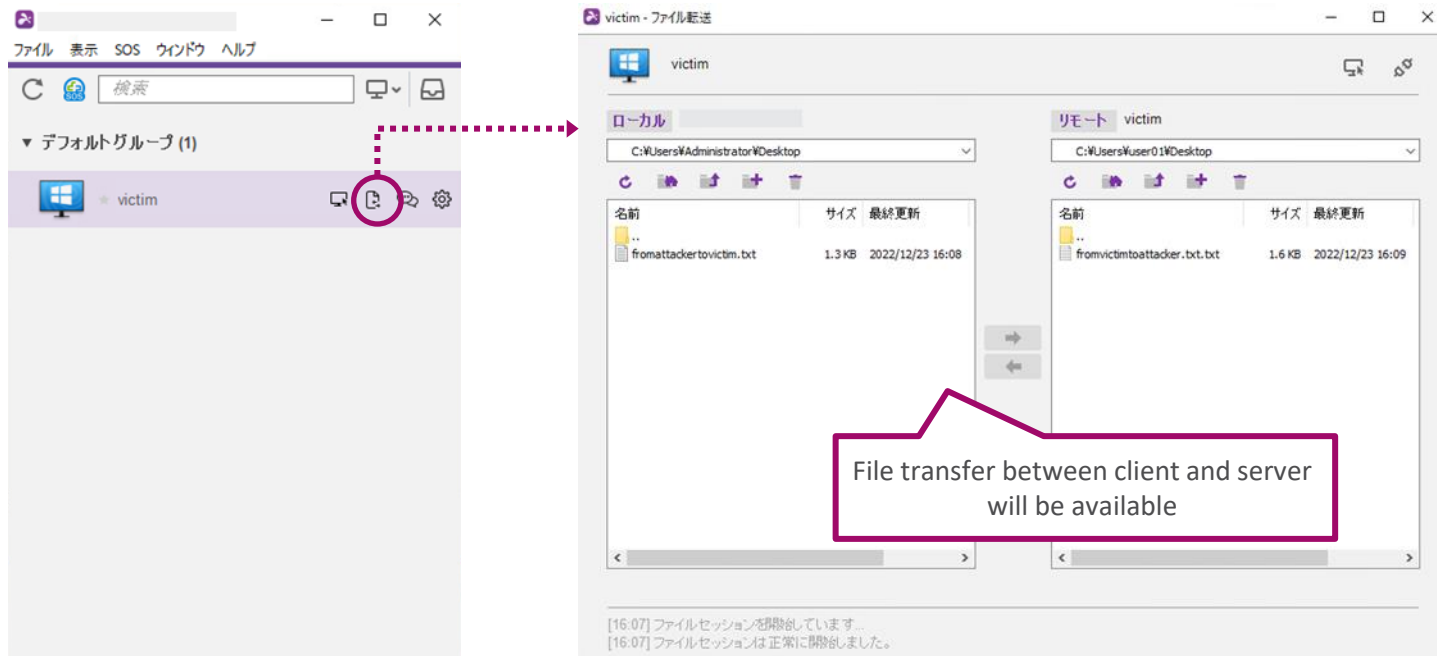 ファイル 表示 SOS ウィンドウ ヘルプ
SOS
検索
▼ デフォルトグループ (1)
★ victim
victim - ファイル転送
victim
ローカル
C:¥Users¥Administrator¥Desktop
名前 サイズ 最終更新
..
fromattackertovictim.txt 1.3 KB 2022/12/23 16:08
リモート victim
C:¥Users¥user01¥Desktop
名前 サイズ 最終更新
..
fromvictimtoattacker.txt.txt 1.6 KB 2022/12/23 16:09
File transfer between client and server
will be available
[16:07] ファイルセッションを開始しています...
[16:07] ファイルセッションは正常に開始しました。